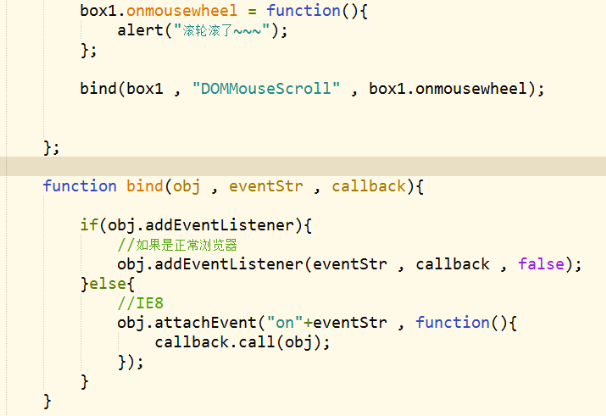 box1.onmousewheel = function(){
alert("滚轮滚了~~~");
};
bind(box1 , "DOMMouseScroll" , box1.onmousewheel);
};
function bind(obj , eventStr , callback){
if(obj.addEventListener){
//如果是正常浏览器
obj.addEventListener(eventStr , callback , false);
}else{
//IE8
obj.attachEvent("on"+eventStr , function(){
callback.call(obj);
});
}
}